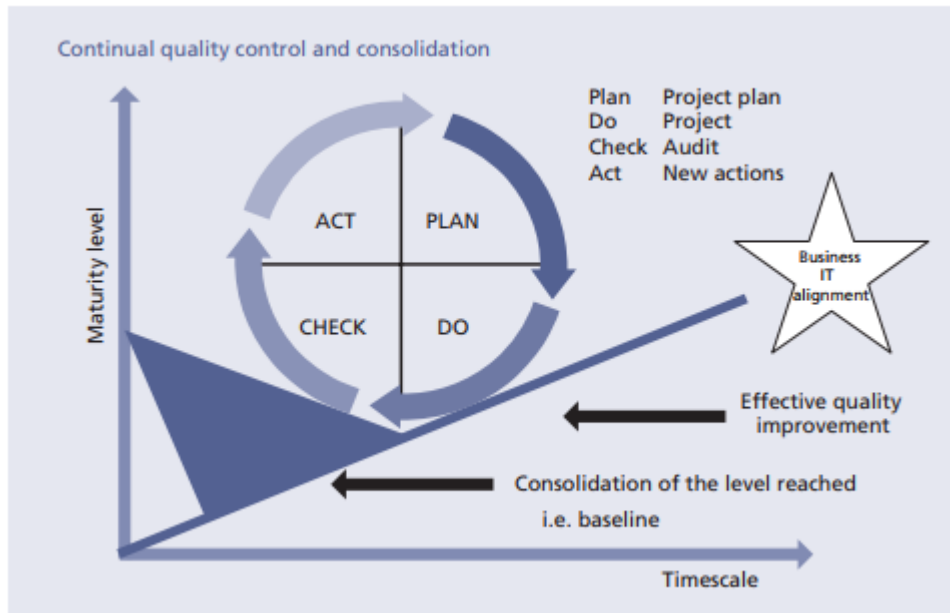 Continual quality control and consolidation
Plan Project plan
Do Project
Check Audit
Act New actions
Maturity level
ACT PLAN
CHECK DO
Business
IT
alignment
Effective quality
improvement
Consolidation of the level reached
i.e. baseline
Timescale